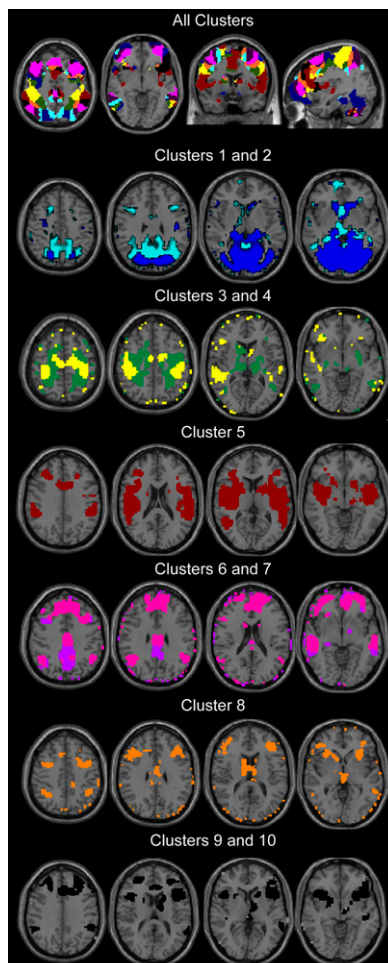 All Clusters
Clusters 1 and 2
Clusters 3 and 4
Cluster 5
Clusters 6 and 7
Cluster 8
Clusters 9 and 10